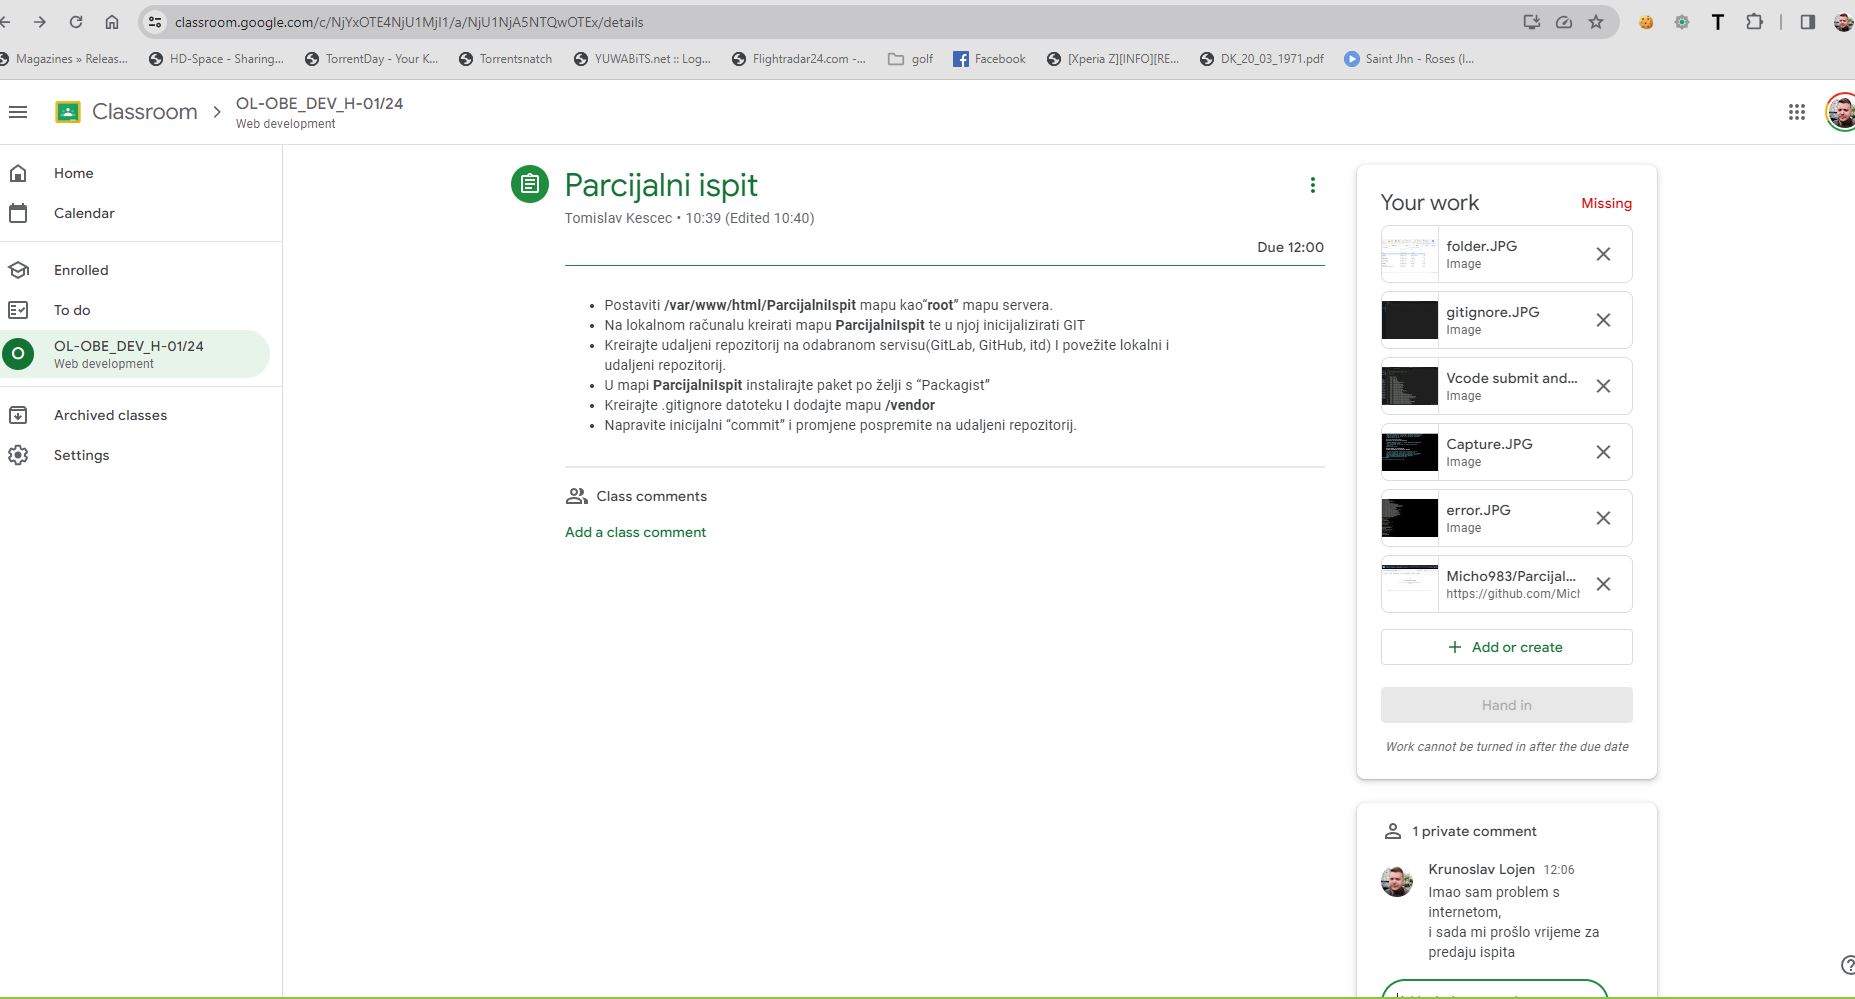 classroom.google.com/c/NjYxOTE4NjU1MjI1/a/NjU1NjA5NTQwOTEx/details
T
Magazines » Releas...
HD-Space - Sharing...
TorrentDay - Your K...
Torrentsnatch
YUWABiTS.net :: Log...
Flightradar24.com -...
golf
Facebook
[Xperia Z][INFO][RE...
DK_20_03_1971.pdf
Saint Jhn - Roses (I...
Classroom
OL-OBE_DEV_H-01/24
Web development
Home
Calendar
Enrolled
To do
O
OL-OBE_DEV_H-01/24
Web development
Archived classes
Settings
Parcijalni ispit
Tomislav Kescec • 10:39 (Edited 10:40)
Due 12:00
• Postaviti /var/www/html/ParcijalniIspit mapu kao“root” mapu servera.
• Na lokalnom računalu kreirati mapu ParcijalniIspit te u njoj inicijalizirati GIT
• Kreirajte udaljeni repozitorij na odabranom servisu(GitLab, GitHub, itd) I povežite lokalni i
udaljeni repozitorij.
• U mapi ParcijalniIspit instalirajte paket po želji s “Packagist”
• Kreirajte .gitignore datoteku I dodajte mapu /vendor
• Napravite inicijalni “commit” i promjene pospremite na udaljeni repozitorij.
Class comments
Add a class comment
Your work
Missing
folder.JPG
Image
gitignore.JPG
Image
Vcode submit and...
Image
Capture.JPG
Image
error.JPG
Image
Micho983/Parcijal...
https://github.com/Mich
+ Add or create
Hand in
Work cannot be turned in after the due date
1 private comment
Krunoslav Lojen 12:06
Imao sam problem s
internetom,
i sada mi prošlo vrijeme za
predaju ispita